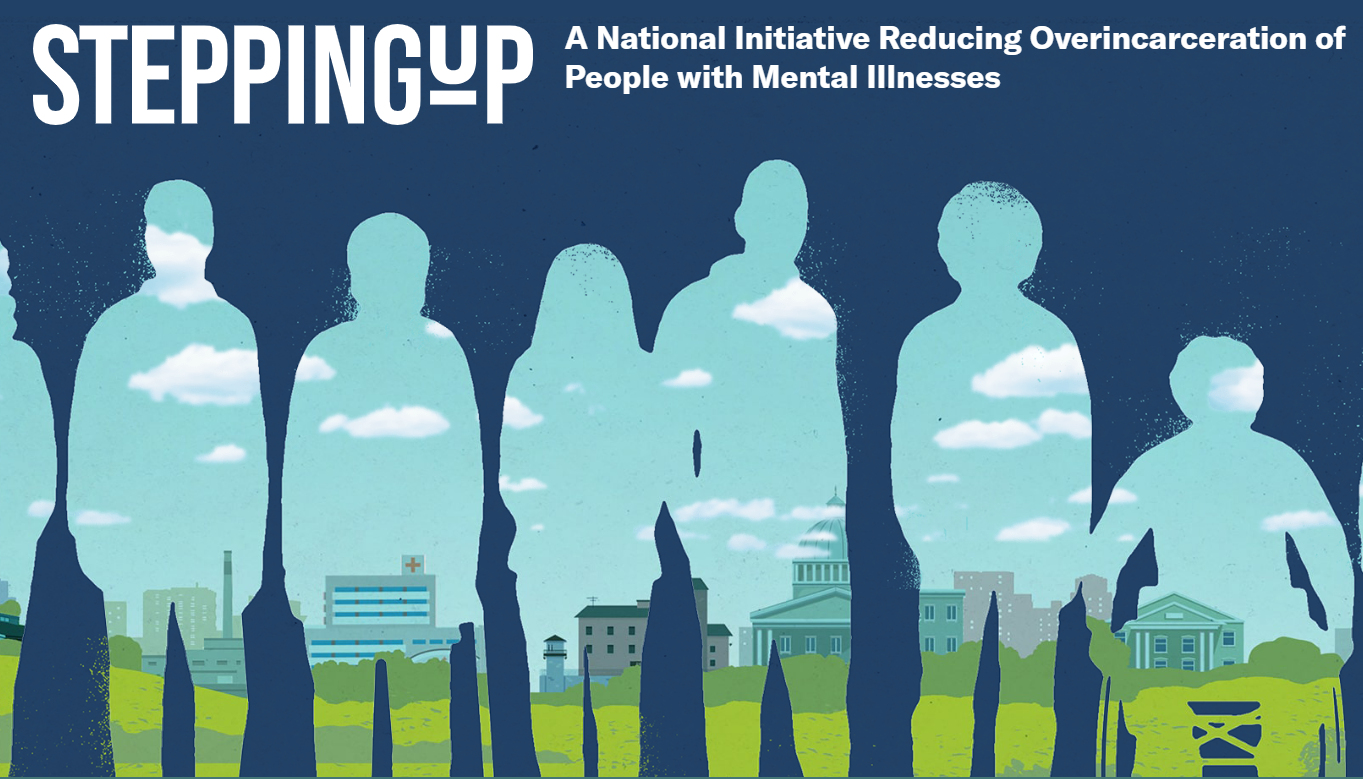 STEPPINGUP
A National Initiative Reducing Overincarceration of
People with Mental Illnesses